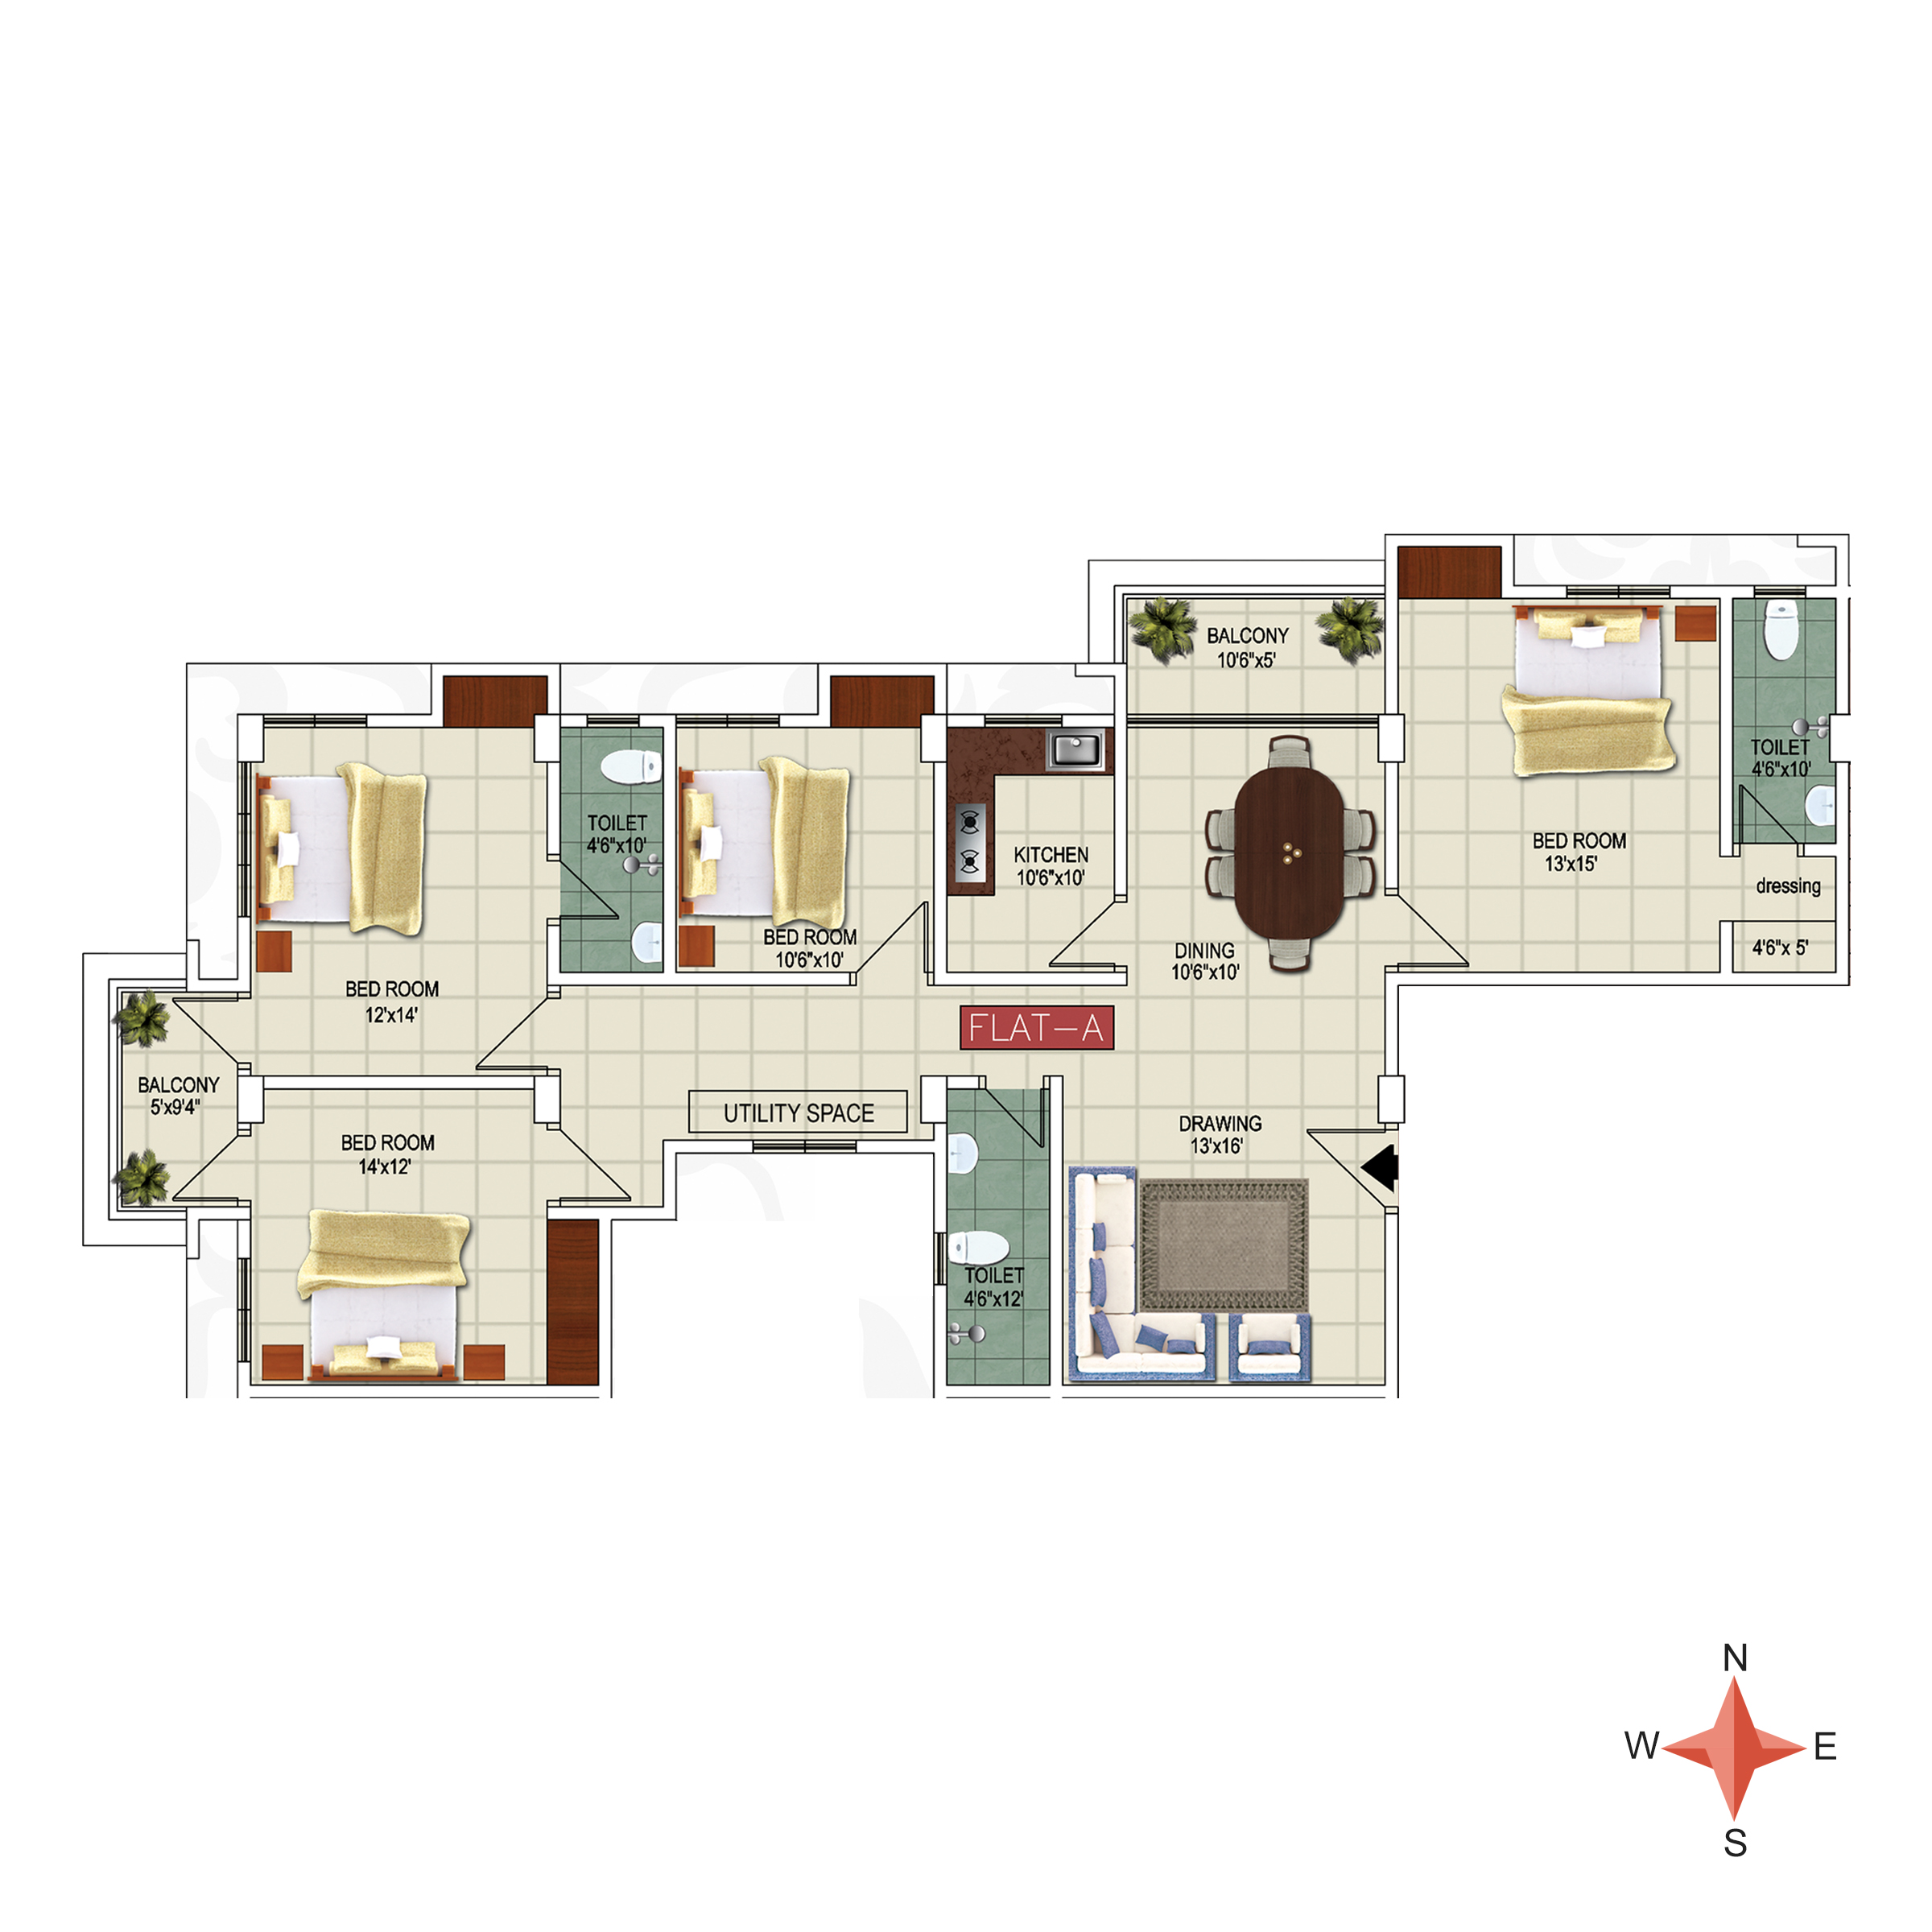 BALCONY
10'6"x5'
TOILET
4'6"x10'
BED ROOM
13'x15'
dressing
4'6"x 5'
TOILET
4'6"x10'
KITCHEN
10'6"x10'
BED ROOM
10'6"x10'
DINING
10'6"x10'
BED ROOM
12'x14'
FLAT-A
BALCONY
5'x9'4"
UTILITY SPACE
DRAWING
13'x16'
BED ROOM
14'x12'
TOILET
4'6"x12'
N
W E
S